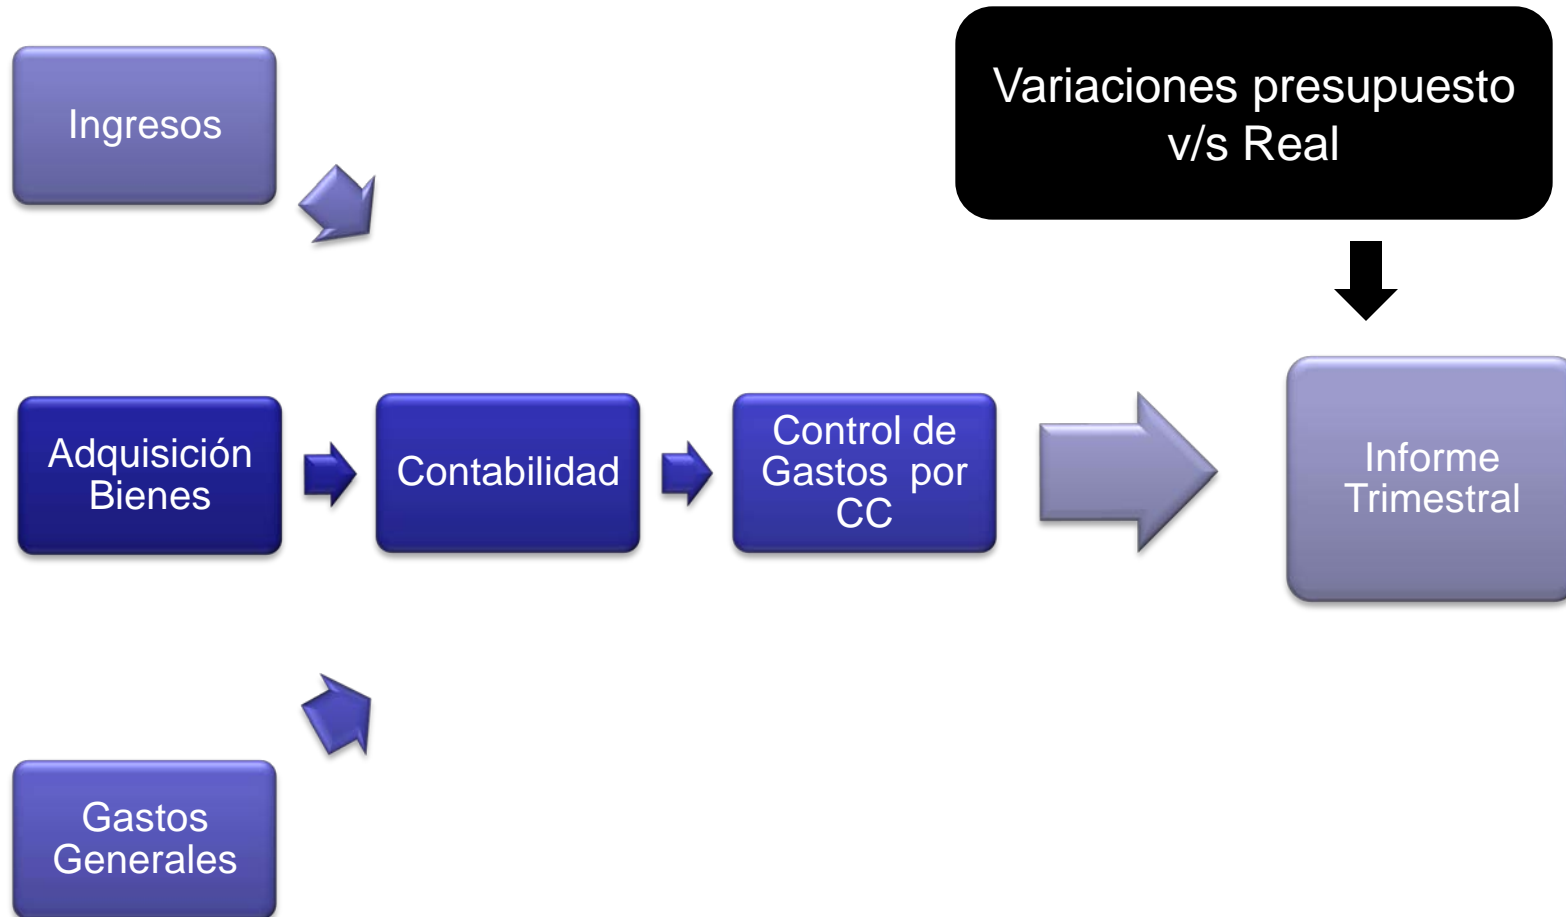 Ingresos
Variaciones presupuesto
v/s Real
Adquisición
Bienes
Contabilidad
Control de
Gastos por
CC
Informe
Trimestral
Gastos
Generales